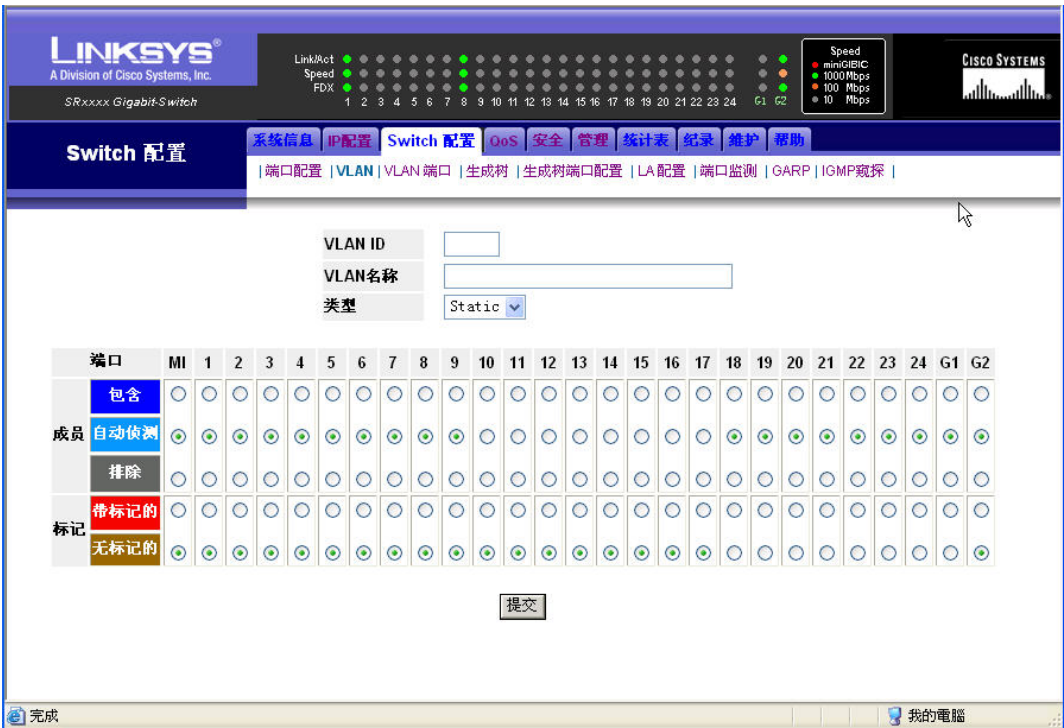 LINKSYS®
A Division of Cisco Systems, Inc.
SRxxxx Gigabit-Switch
Link/Act
Speed
FDX
1 2 3 4 5 6 7 8 9 10 11 12 13 14 15 16 17 18 19 20 21 22 23 24 G1 G2
Speed
miniGIBIC
1000Mbps
100 Mbps
10 Mbps
CISCO SYSTEMS
Switch 配置
系统信息 IP配置 Switch 配置 QoS 安全 管理 统计表 纪录 维护 帮助
|端口配置 |VLAN|VLAN 端口 |生成树 |生成树端口配置 |LA配置 |端口监测 |GARP|IGMP窥探 |
VLAN ID
VLAN名称
类型 Static
端口 MI 1 2 3 4 5 6 7 8 9 10 11 12 13 14 15 16 17 18 19 20 21 22 23 24 G1 G2
成员
包含
自动侦测
排除
标记
带标记的
无标记的
提交
完成
我的電腦